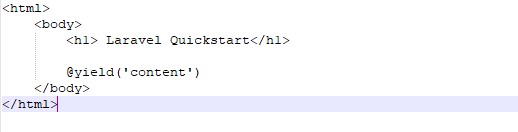 <html>
    <body>
        <h1> Laravel Quickstart</h1>

        @yield('content')
    </body>
</html>